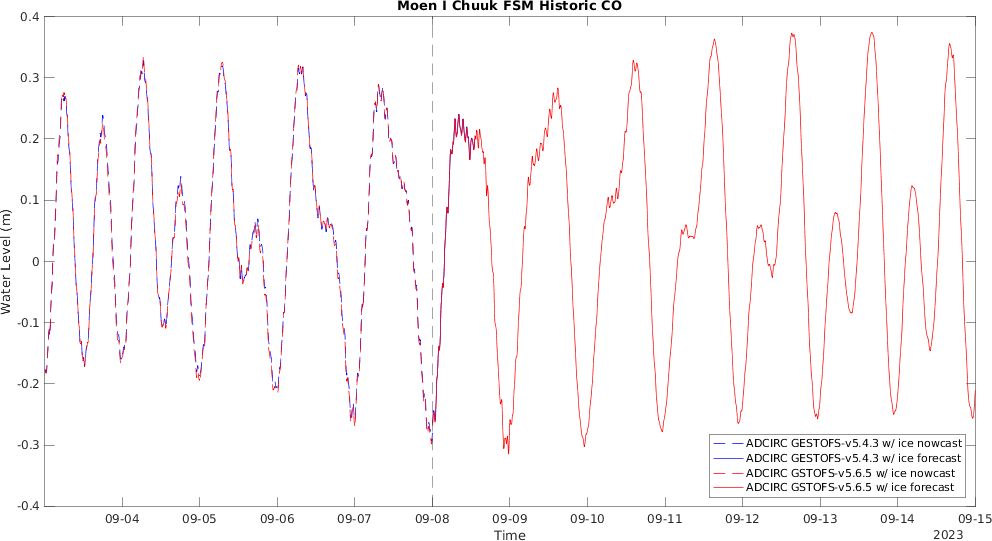 Moen I Chuuk FSM Historic CO
0.4
0.3
0.2
0.1
0
-0.1
-0.2
-0.3
-0.4
Water Level (m)
ADCIRC GESTOFS-v5.4.3 w/ ice nowcast
ADCIRC GESTOFS-v5.4.3 w/ ice forecast
ADCIRC GSTOFS-v5.6.5 w/ ice nowcast
ADCIRC GSTOFS-v5.6.5 w/ ice forecast
09-04 09-05 09-06 09-07 09-08 09-09 09-10 09-11 09-12 09-13 09-14 09-15
Time
2023